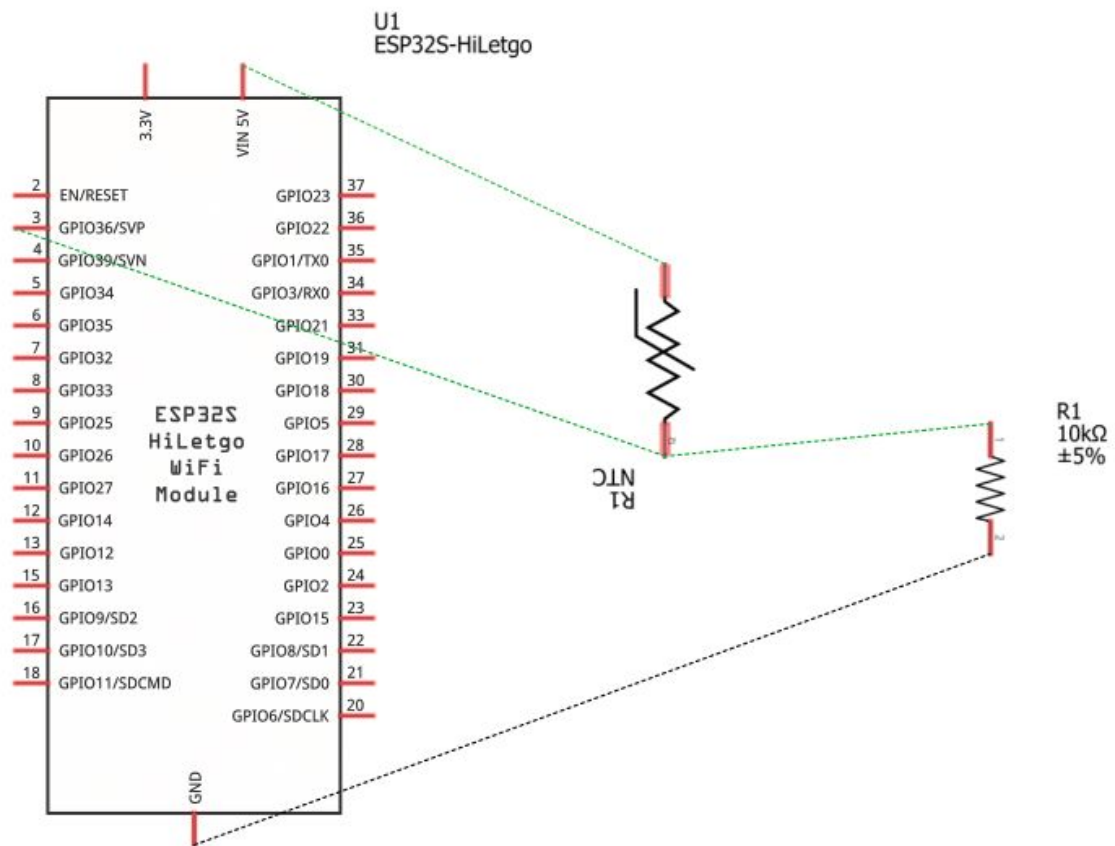 U1
ESP32S-HiLetgo
3.3V
VIN 5V
2 EN/RESET
3 GPIO36/SVP
4 GPIO39/SVN
5 GPIO34
6 GPIO35
7 GPIO32
8 GPIO33
9 GPIO25
10 GPIO26
11 GPIO27
12 GPIO14
13 GPIO12
15 GPIO13
16 GPIO9/SD2
17 GPIO10/SD3
18 GPIO11/SDCMD
GPIO23 37
GPIO22 36
GPIO1/TX0 35
GPIO3/RX0 34
GPIO21 33
GPIO19 31
GPIO18 30
GPIO5 29
GPIO17 28
GPIO16 27
GPIO4 26
GPIO0 25
GPIO2 24
GPIO15 23
GPIO8/SD1 22
GPIO7/SD0 21
GPIO6/SDCLK 20
ESP32S
HiLetgo
WiFi
Module
GND
R1
NTC
R1
10kΩ
±5%
1
2